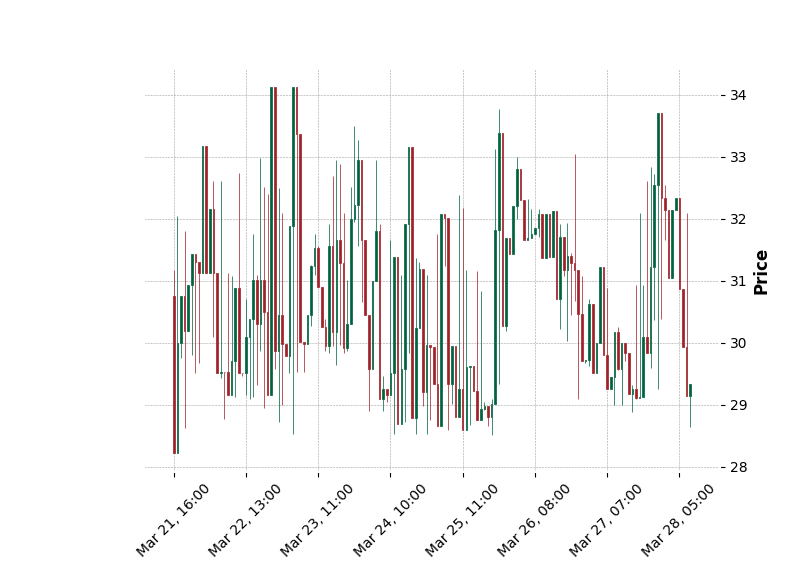 34
33
32
31
30
29
28
Price
Mar 21, 16:00
Mar 22, 13:00
Mar 23, 11:00
Mar 24, 10:00
Mar 25, 11:00
Mar 26, 08:00
Mar 27, 07:00
Mar 28, 05:00